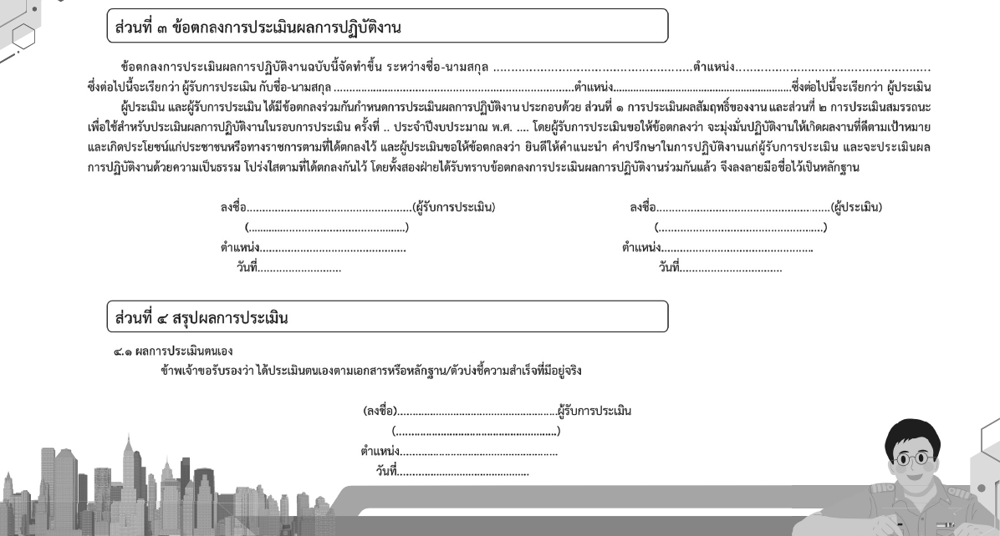 ส่วนที่ ๓ ข้อตกลงการประเมินผลการปฏิบัติงาน
ข้อตกลงการประเมินผลการปฏิบัติงานฉบับนี้จัดทำขึ้น ระหว่างชื่อ-นามสกุล ......................................................ตำแหน่ง.....................................................
ซึ่งต่อไปนี้จะเรียกว่า ผู้รับการประเมิน กับชื่อ-นามสกุล .............................................................................ตำแหน่ง.........................................................ซึ่งต่อไปนี้จะเรียกว่า ผู้ประเมิน
ผู้ประเมิน และผู้รับการประเมิน ได้มีข้อตกลงร่วมกันกำหนดการประเมินผลการปฏิบัติงาน ประกอบด้วย ส่วนที่ ๑ การประเมินผลสัมฤทธิ์ของงาน และส่วนที่ ๒ การประเมินสมรรถนะ
เพื่อใช้สำหรับประเมินผลการปฏิบัติงานในรอบการประเมิน ครั้งที่ .. ประจำปีงบประมาณ พ.ศ. .... โดยผู้รับการประเมินขอให้ข้อตกลงว่า จะมุ่งมั่นปฏิบัติงานให้เกิดผลงานที่ดีตามเป้าหมาย
และเกิดประโยชน์แก่ประชาชนหรือทางราชการตามที่ได้ตกลงไว้ และผู้ประเมินขอให้ข้อตกลงว่า ยินดีให้คำแนะนำ คำปรึกษาในการปฏิบัติงานแก่ผู้รับการประเมิน และจะประเมินผล
การปฏิบัติงานด้วยความเป็นธรรม โปร่งใสตามที่ได้ตกลงกันไว้ โดยทั้งสองฝ่ายได้รับทราบข้อตกลงการประเมินผลการปฏิบัติงานร่วมกันแล้ว จึงลงลายมือชื่อไว้เป็นหลักฐาน
ลงชื่อ.....................................................(ผู้รับการประเมิน) ลงชื่อ........................................................(ผู้ประเมิน)
(..................................................) (.....................................................)
ตำแหน่ง............................................... ตำแหน่ง.................................................
วันที่........................... วันที่.................................
ส่วนที่ ๔ สรุปผลการประเมิน
๔.๑ ผลการประเมินตนเอง
ข้าพเจ้าขอรับรองว่า ได้ประเมินตนเองตามเอกสารหรือหลักฐาน/ตัวบ่งชี้ความสำเร็จที่มีอยู่จริง
(ลงชื่อ)....................................................ผู้รับการประเมิน
(....................................................)
ตำแหน่ง...................................................
วันที่...........................................